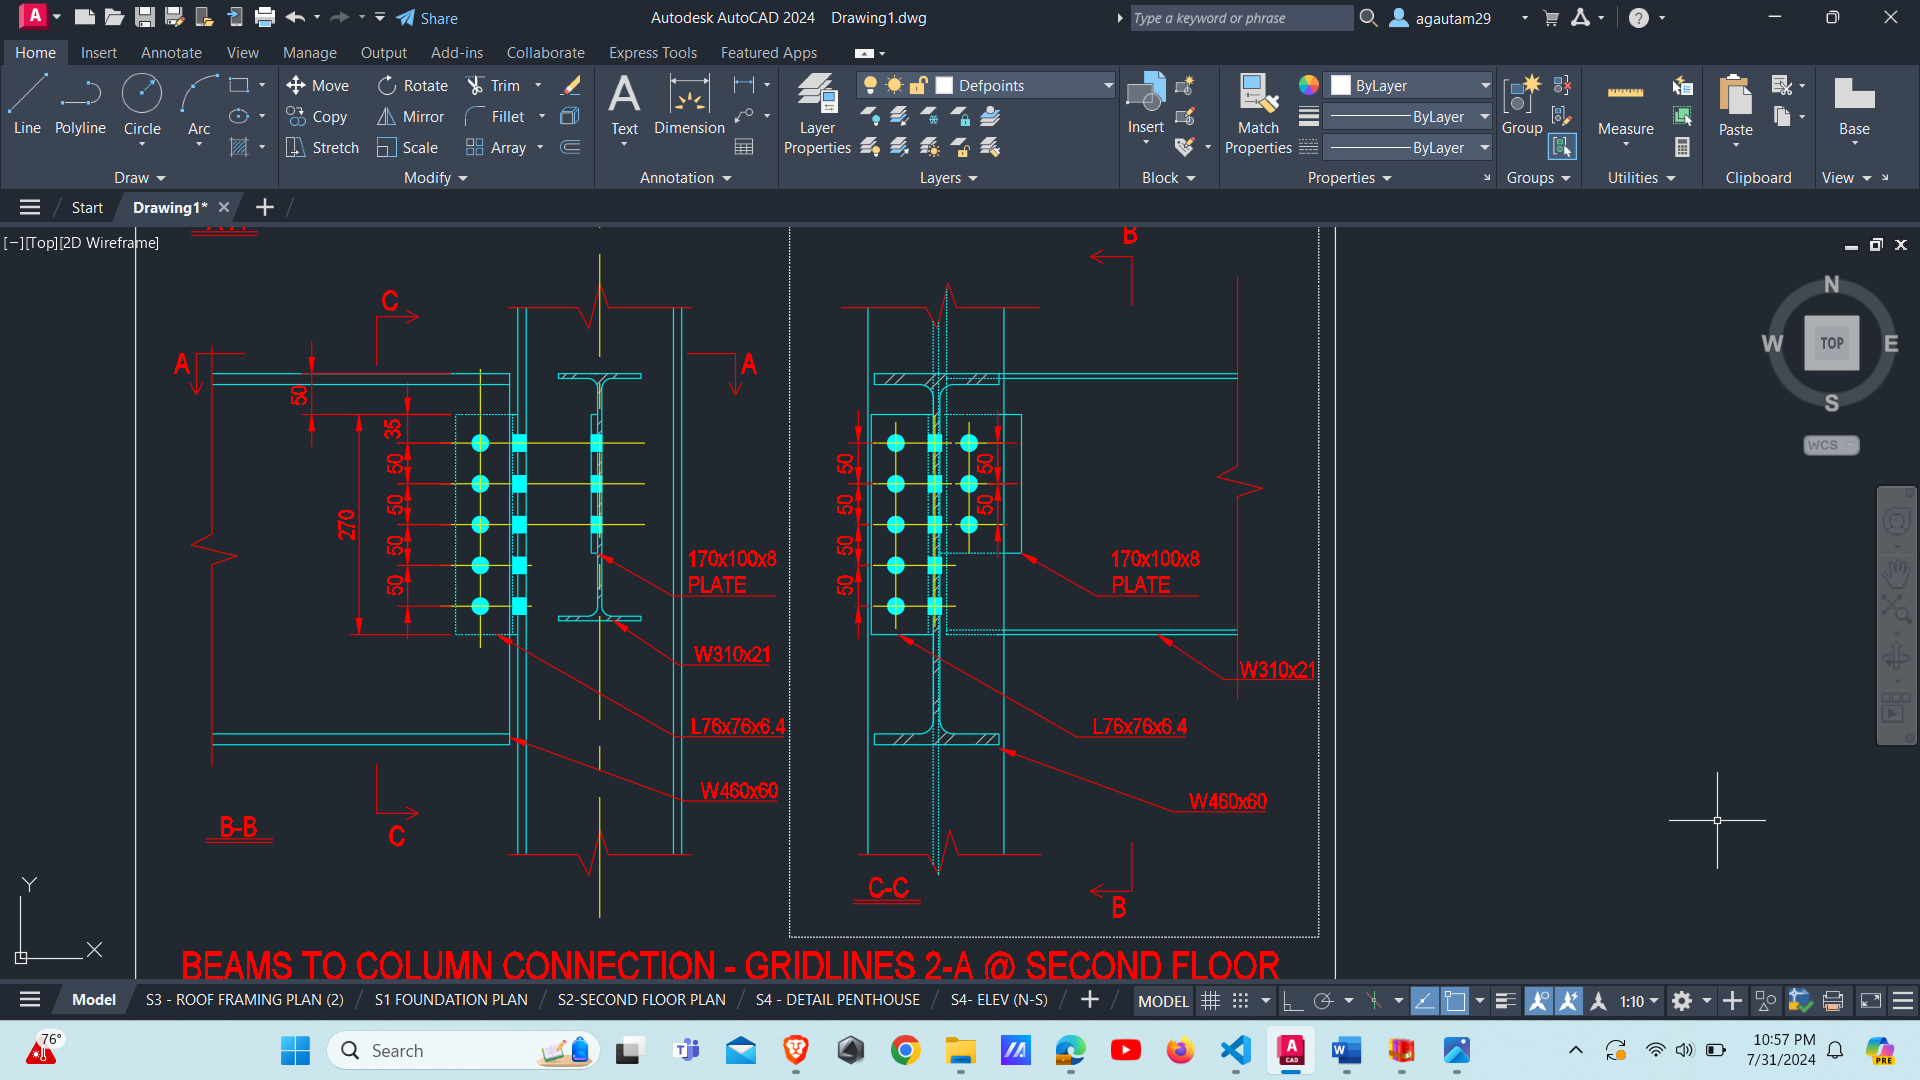 Share
Autodesk AutoCAD 2024 Drawing1.dwg
Type a keyword or phrase
agautam29
Home Insert Annotate View Manage Output Add-ins Collaborate Express Tools Featured Apps
Line Polyline Circle Arc
Move Rotate Trim
Copy Mirror Fillet
Stretch Scale Array
Text Dimension
Layer Properties
Defpoints
Insert
Match Properties
ByLayer
ByLayer
ByLayer
Group
Measure
Paste
Base
Draw Modify Annotation Layers Block Properties Groups Utilities Clipboard View
Start Drawing1*
[−][Top][2D Wireframe]
B
N
W TOP E
S
WCS
C
A A
50
35
50
50
50
50
270
50
50
50
50
50
50
170x100x8
PLATE
170x100x8
PLATE
W310x21
W310x21
L76x76x6.4
L76x76x6.4
W460x60
W460x60
B-B
C
C-C
B
Y
X
BEAMS TO COLUMN CONNECTION - GRIDLINES 2-A @ SECOND FLOOR
Model S3 - ROOF FRAMING PLAN (2) S1 FOUNDATION PLAN S2-SECOND FLOOR PLAN S4 - DETAIL PENTHOUSE S4- ELEV (N-S)
MODEL 1:10
76°
Search
10:57 PM
7/31/2024
PRE